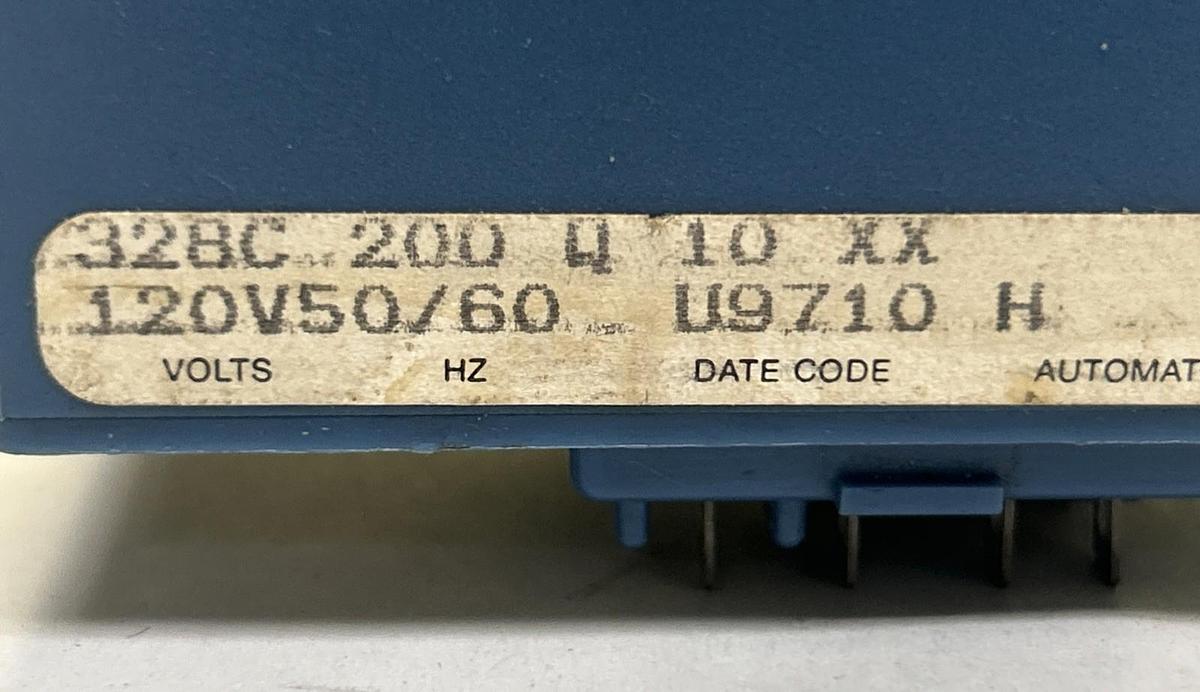 328C 200 Q 10 XX
120V50/60 U9710 H
VOLTS HZ DATE CODE AUTOMAT